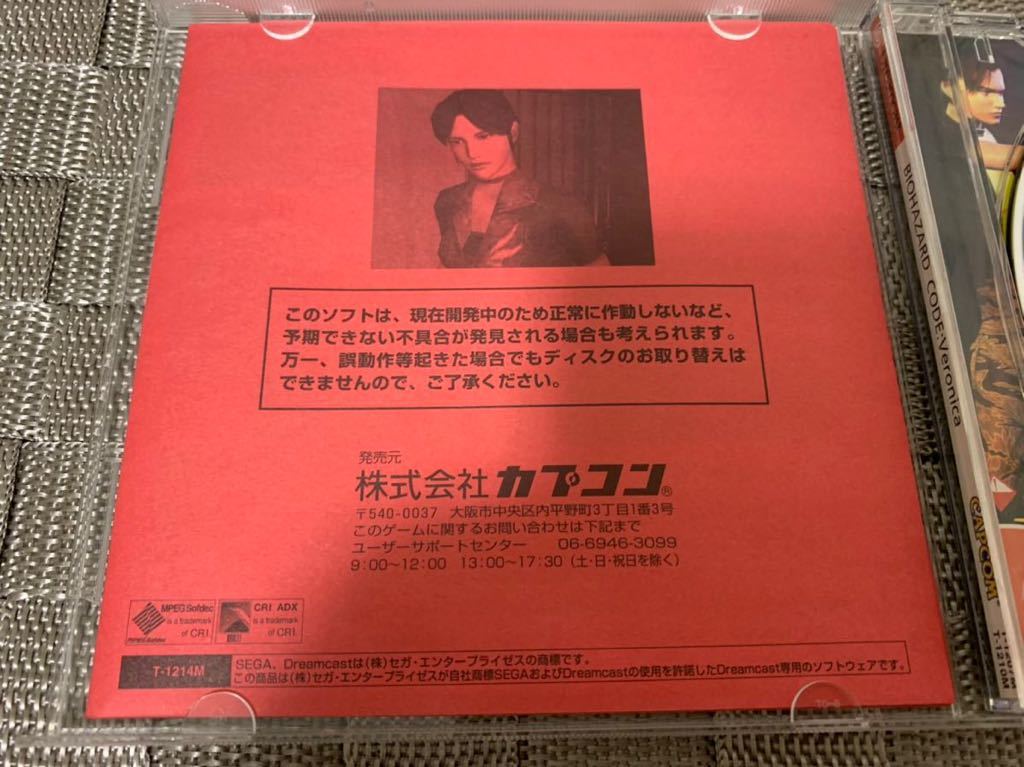 このソフトは、現在開発中のため正常に作動しないなど、
予期できない不具合が発見される場合も考えられます。
万一、誤動作等起きた場合でもディスクのお取り替えは
できませんので、ご了承ください。
発売元
株式会社カプコン®
〒540-0037 大阪市中央区内平野町3丁目1番3号
このゲームに関するお問い合わせは下記まで
ユーザーサポートセンター 06-6946-3099
9:00〜12:00 13:00〜17:30（土・日・祝日を除く）
MPEG Sofdec
is a trademark
of CRI.
MPEG Sofdec
CRI ADX
is a trademark
of CRI.
T-1214M
SEGA、Dreamcastは(株)セガ・エンタープライゼスの商標です。
この商品は(株)セガ・エンタープライゼスが自社商標SEGAおよびDreamcastの使用を許諾したDreamcast専用のソフトウェアです。
BIOHAZARD CODE:Veronica
CAPCOM
T-1210M